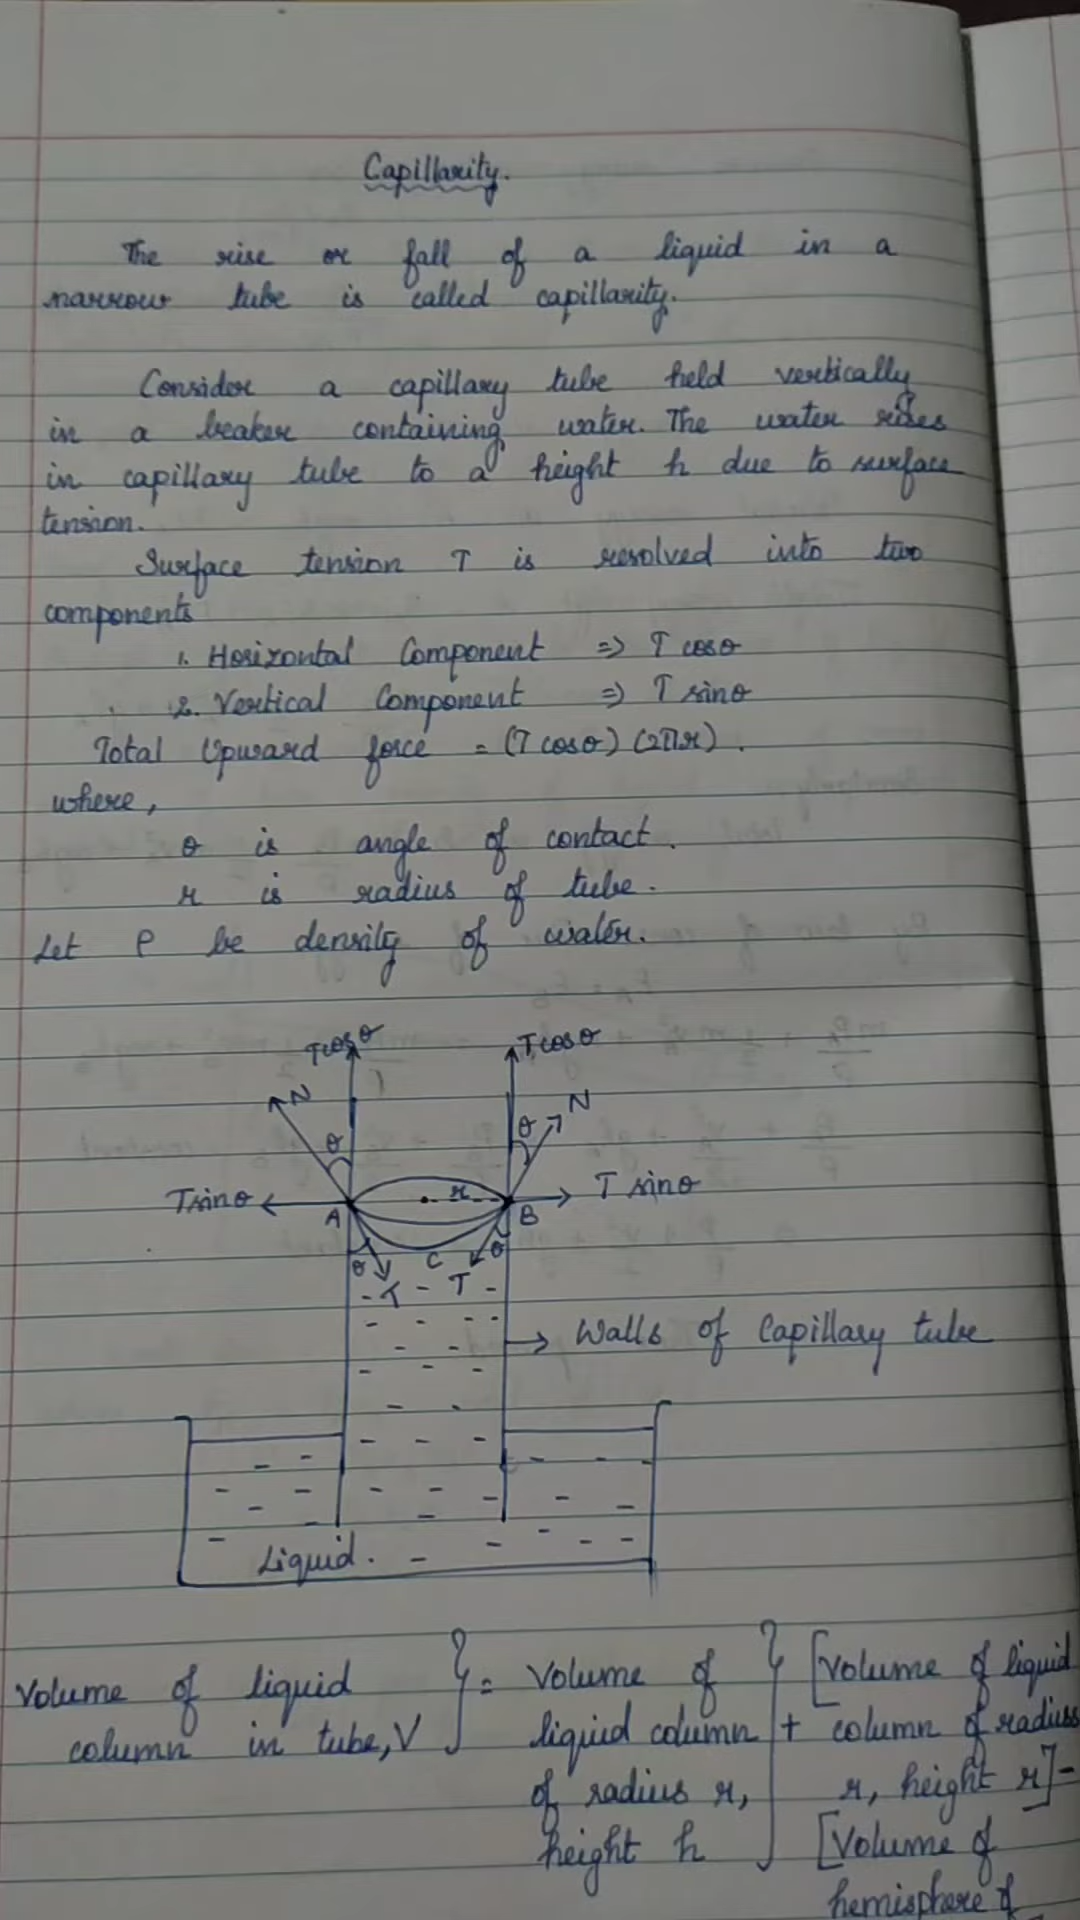 Capillarity.
The rise or fall of a liquid in a
narrow tube is called capillarity.
Consider a capillary tube held vertically
in a beaker containing water. The water rises
in capillary tube to a height h due to surface
tension.
Surface tension T is resolved into two
components
1. Horizontal Component => T cosθ
2. Vertical Component => T sinθ
Total Upward force = (T cosθ) (2πr).
where,
θ is angle of contact.
r is radius of tube.
Let ρ be density of water.
Tcosθ Tcosθ
N N
θ θ
Tsinθ r T sinθ
A B
θ C θ
T T
→ Walls of Capillary tube
Liquid.
Volume of liquid } = Volume of } [Volume of liquid
column in tube, V liquid column + column of radius
of radius r, r, height r] -
height h [Volume of
hemisphere of